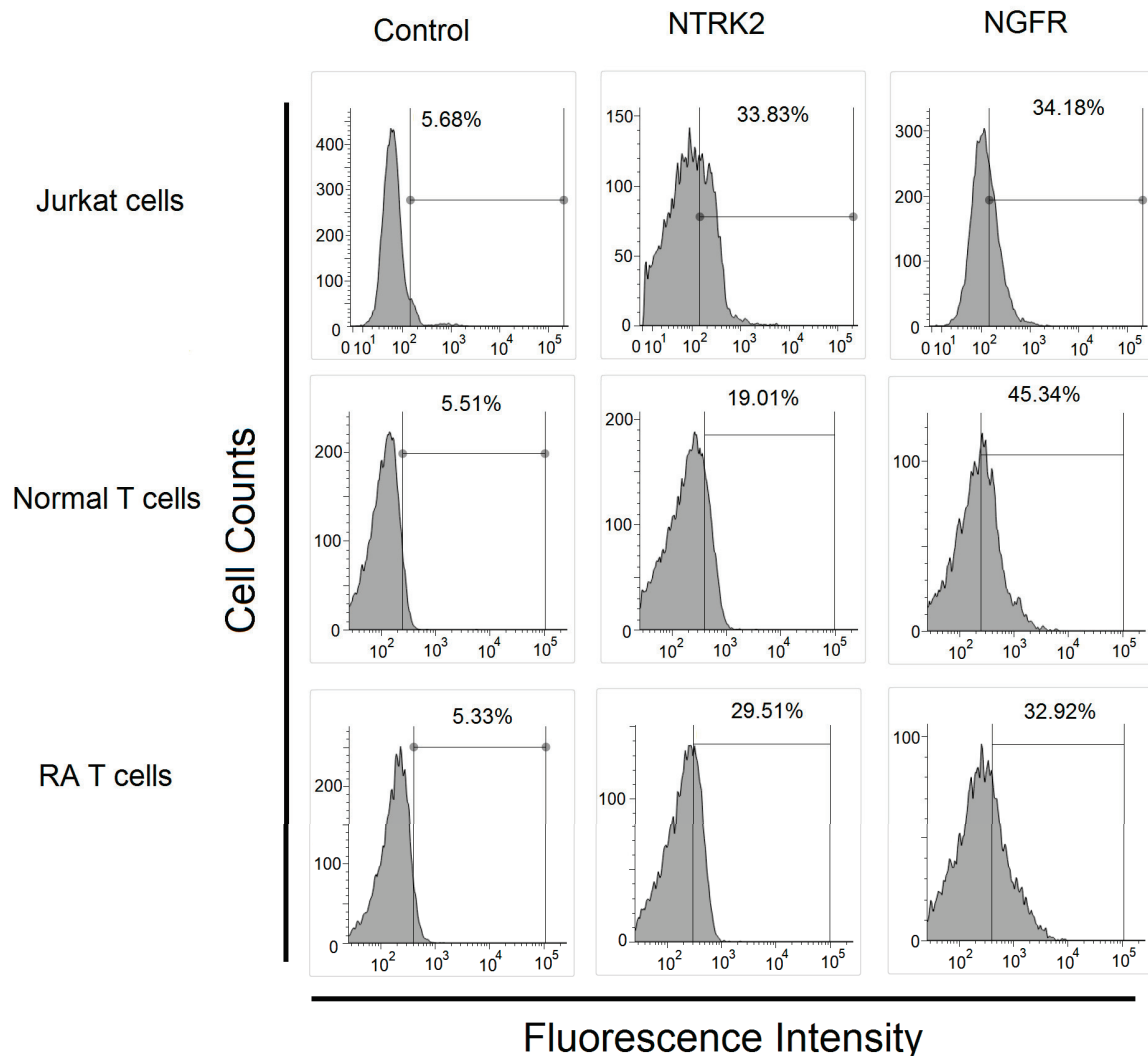 Control NTRK2 NGFR
Jurkat cells
5.68%
400
300
200
100
0
0 10¹ 10² 10³ 10⁴ 10⁵
33.83%
150
100
50
0
0 10¹ 10² 10³ 10⁴ 10⁵
34.18%
300
200
100
0
0 10¹ 10² 10³ 10⁴ 10⁵
Normal T cells
5.51%
200
100
0
10² 10³ 10⁴ 10⁵
19.01%
200
150
100
50
0
10² 10³ 10⁴ 10⁵
45.34%
100
0
10² 10³ 10⁴ 10⁵
RA T cells
5.33%
200
100
0
10² 10³ 10⁴ 10⁵
29.51%
100
0
10² 10³ 10⁴ 10⁵
32.92%
100
0
10² 10³ 10⁴ 10⁵
Cell Counts
Fluorescence Intensity